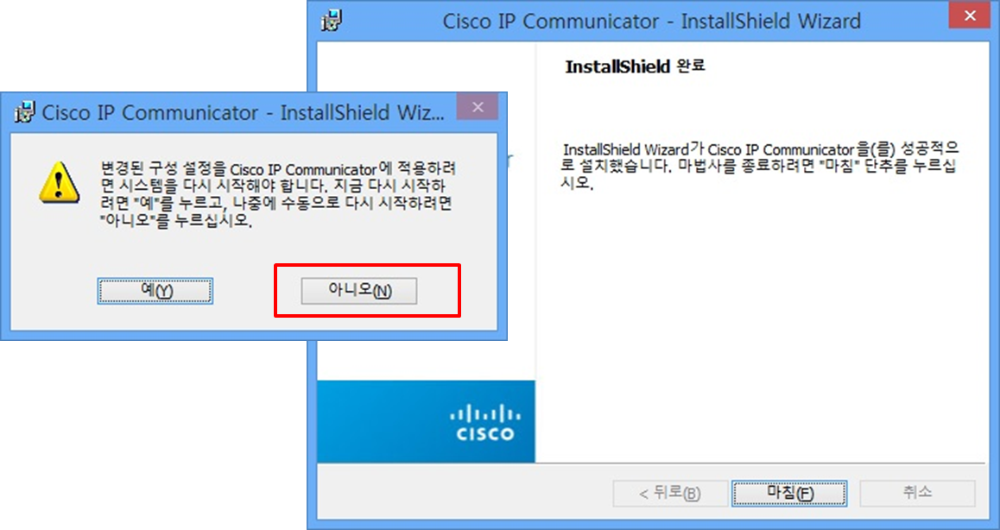 Cisco IP Communicator - InstallShield Wizard
InstallShield 완료
InstallShield Wizard가 Cisco IP Communicator을(를) 성공적으
로 설치했습니다. 마법사를 종료하려면 "마침" 단추를 누르십
시오.
Cisco IP Communicator - InstallShield Wiz...
변경된 구성 설정을 Cisco IP Communicator에 적용하려
면 시스템을 다시 시작해야 합니다. 지금 다시 시작하
려면 "예"를 누르고, 나중에 수동으로 다시 시작하려면
"아니오"를 누르십시오.
예(Y)
아니오(N)
CISCO
< 뒤로(B)
마침(F)
취소